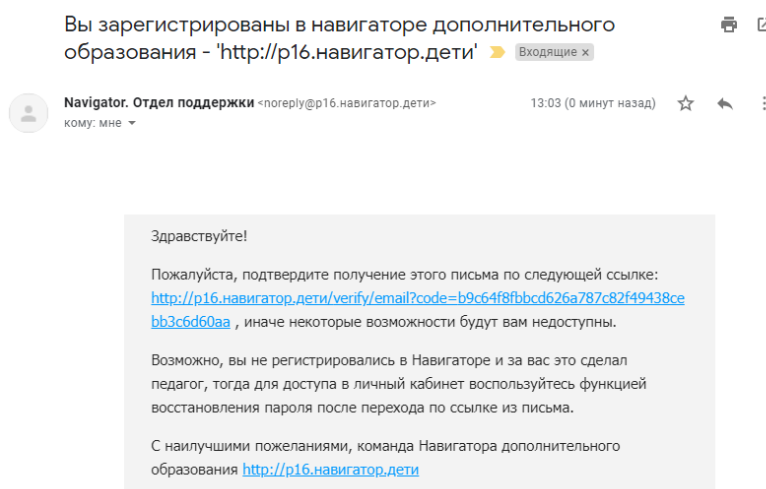 Вы зарегистрированы в навигаторе дополнительного
образования - 'http://р16.навигатор.дети' Входящие ×
Navigator. Отдел поддержки <noreply@р16.навигатор.дети> 13:03 (0 минут назад)
кому: мне
Здравствуйте!
Пожалуйста, подтвердите получение этого письма по следующей ссылке:
http://р16.навигатор.дети/verify/email?code=b9c64f8fbbcd626a787c82f49438ce
bb3c6d60aa , иначе некоторые возможности будут вам недоступны.
Возможно, вы не регистрировались в Навигаторе и за вас это сделал
педагог, тогда для доступа в личный кабинет воспользуйтесь функцией
восстановления пароля после перехода по ссылке из письма.
С наилучшими пожеланиями, команда Навигатора дополнительного
образования http://р16.навигатор.дети